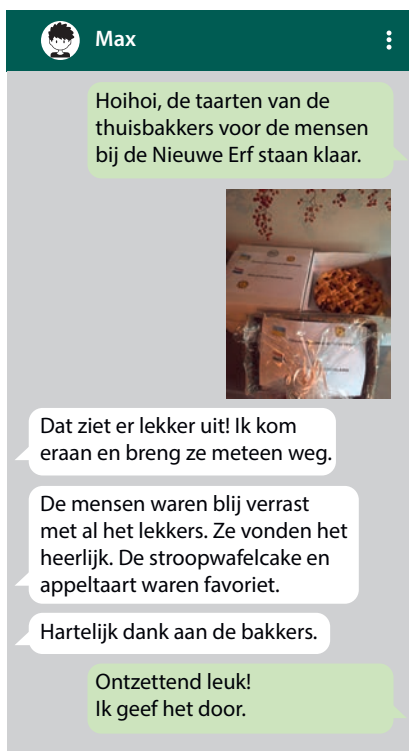 Max
Hoihoi, de taarten van de
thuisbakkers voor de mensen
bij de Nieuwe Erf staan klaar.
Dat ziet er lekker uit! Ik kom
eraan en breng ze meteen weg.
De mensen waren blij verrast
met al het lekkers. Ze vonden het
heerlijk. De stroopwafelcake en
appeltaart waren favoriet.
Hartelijk dank aan de bakkers.
Ontzettend leuk!
Ik geef het door.